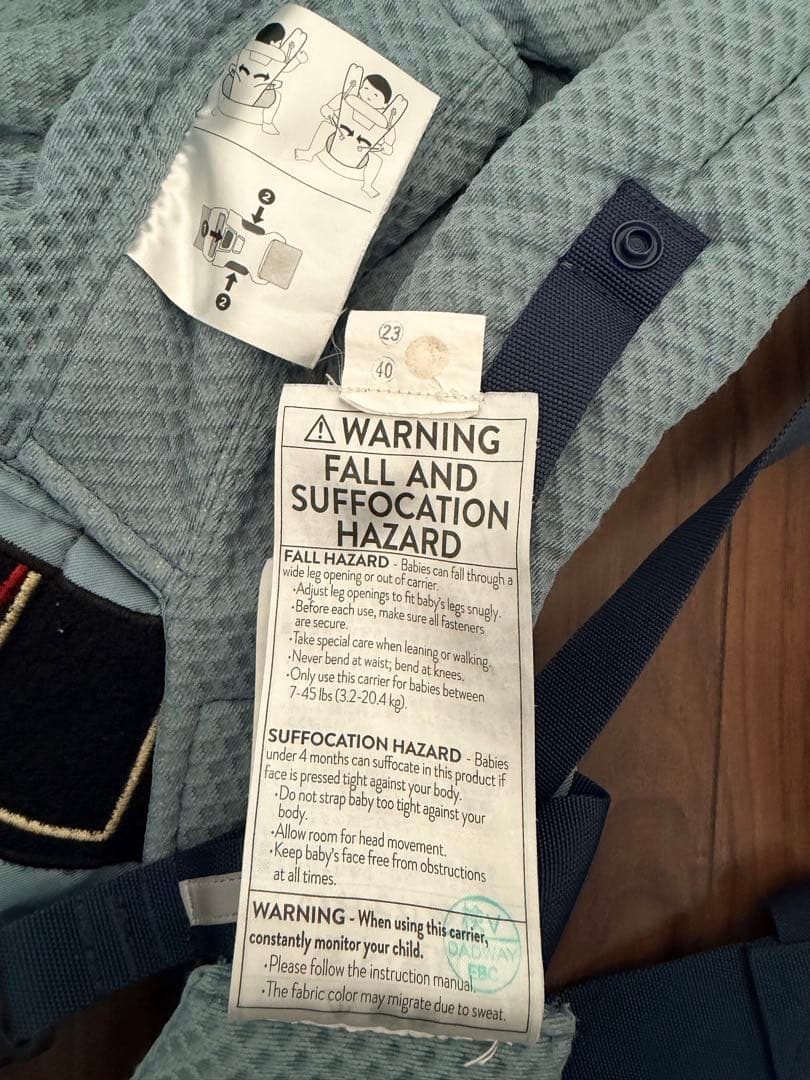 2
2
23
40
WARNING
FALL AND
SUFFOCATION
HAZARD
FALL HAZARD - Babies can fall through a
wide leg opening or out of carrier.
•Adjust leg openings to fit baby's legs snugly.
•Before each use, make sure all fasteners
are secure.
•Take special care when leaning or walking.
•Never bend at waist; bend at knees.
•Only use this carrier for babies between
7-45 lbs (3.2-20.4 kg).
SUFFOCATION HAZARD - Babies
under 4 months can suffocate in this product if
face is pressed tight against your body.
•Do not strap baby too tight against your
body.
•Allow room for head movement.
•Keep baby's face free from obstructions
at all times.
WARNING - When using this carrier,
constantly monitor your child.
•Please follow the instruction manual.
•The fabric color may migrate due to sweat.
DADWAY
EBC